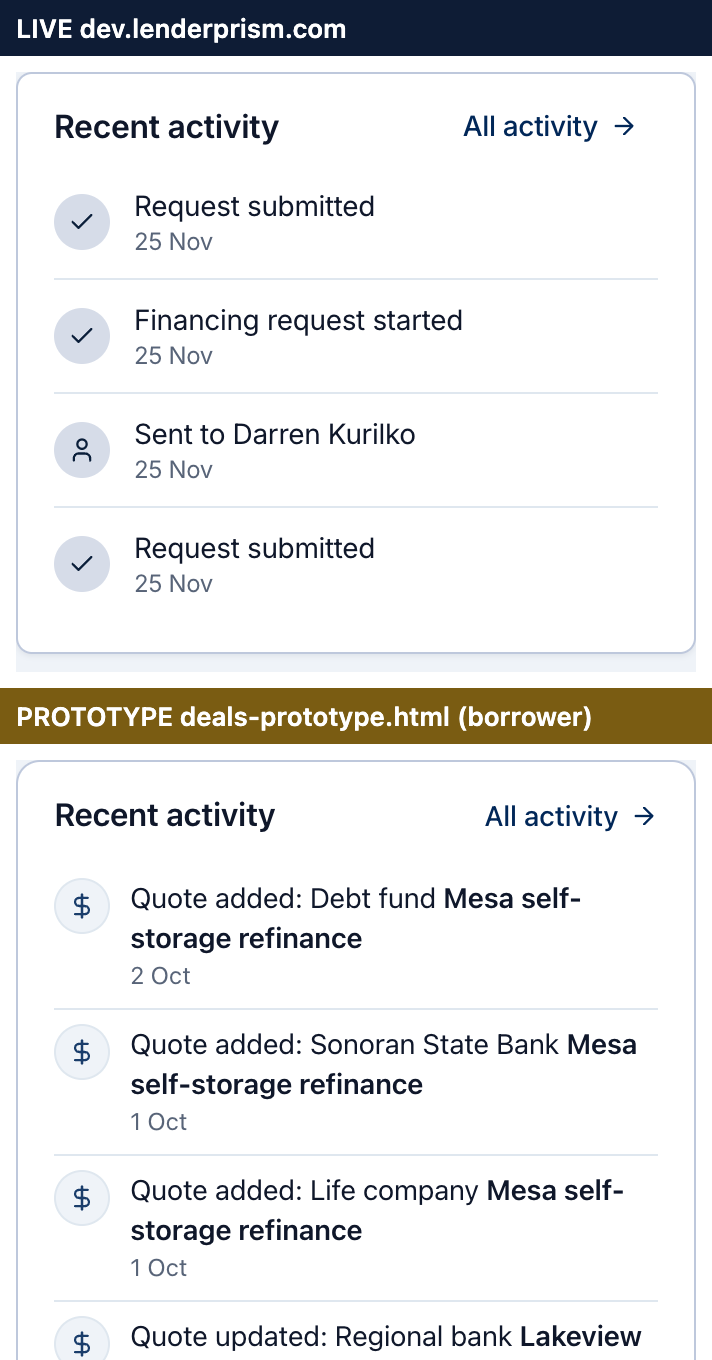 LIVE dev.lenderprism.com
Recent activity
All activity →
Request submitted
25 Nov
Financing request started
25 Nov
Sent to Darren Kurilko
25 Nov
Request submitted
25 Nov
PROTOTYPE deals-prototype.html (borrower)
Recent activity
All activity →
$
Quote added: Debt fund Mesa self-
storage refinance
2 Oct
$
Quote added: Sonoran State Bank Mesa
self-storage refinance
1 Oct
$
Quote added: Life company Mesa self-
storage refinance
1 Oct
$
Quote updated: Regional bank Lakeview